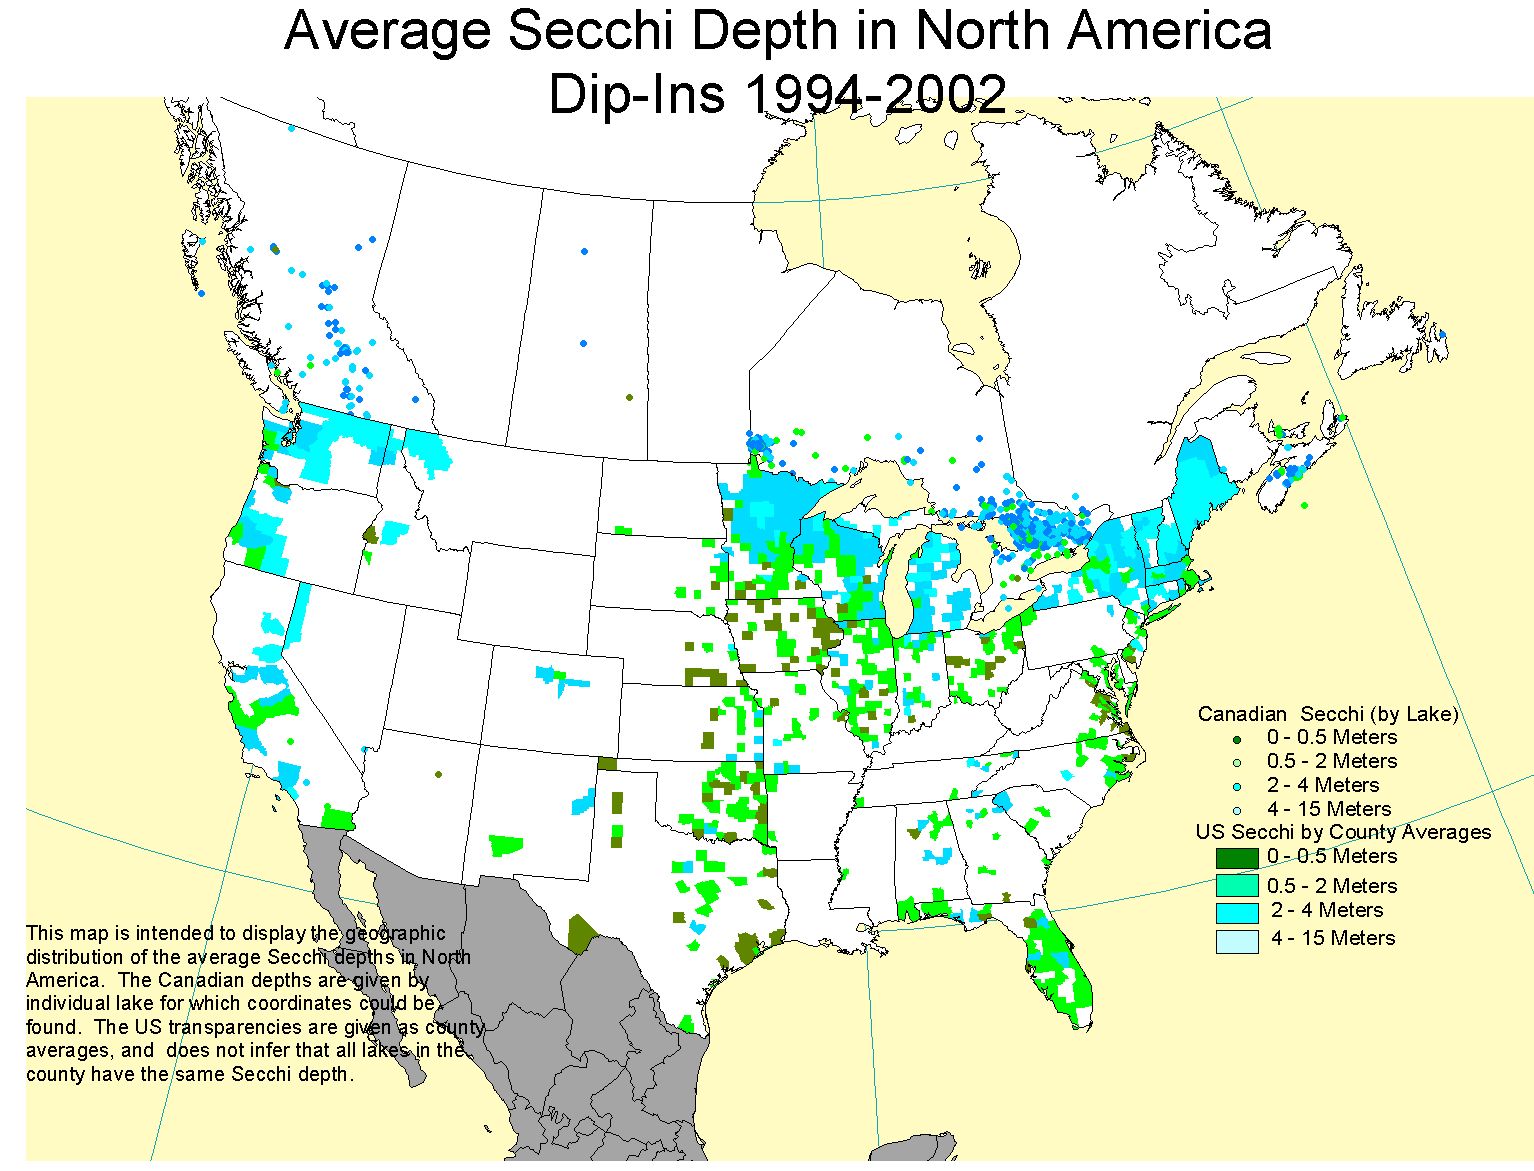 Average Secchi Depth in North America
Dip-Ins 1994-2002
Canadian Secchi (by Lake)
0 - 0.5 Meters
0.5 - 2 Meters
2 - 4 Meters
4 - 15 Meters
US Secchi by County Averages
0 - 0.5 Meters
0.5 - 2 Meters
2 - 4 Meters
4 - 15 Meters
This map is intended to display the geographic
distribution of the average Secchi depths in North
America. The Canadian depths are given by
individual lake for which coordinates could be
found. The US transparencies are given as county
averages, and does not infer that all lakes in the
county have the same Secchi depth.